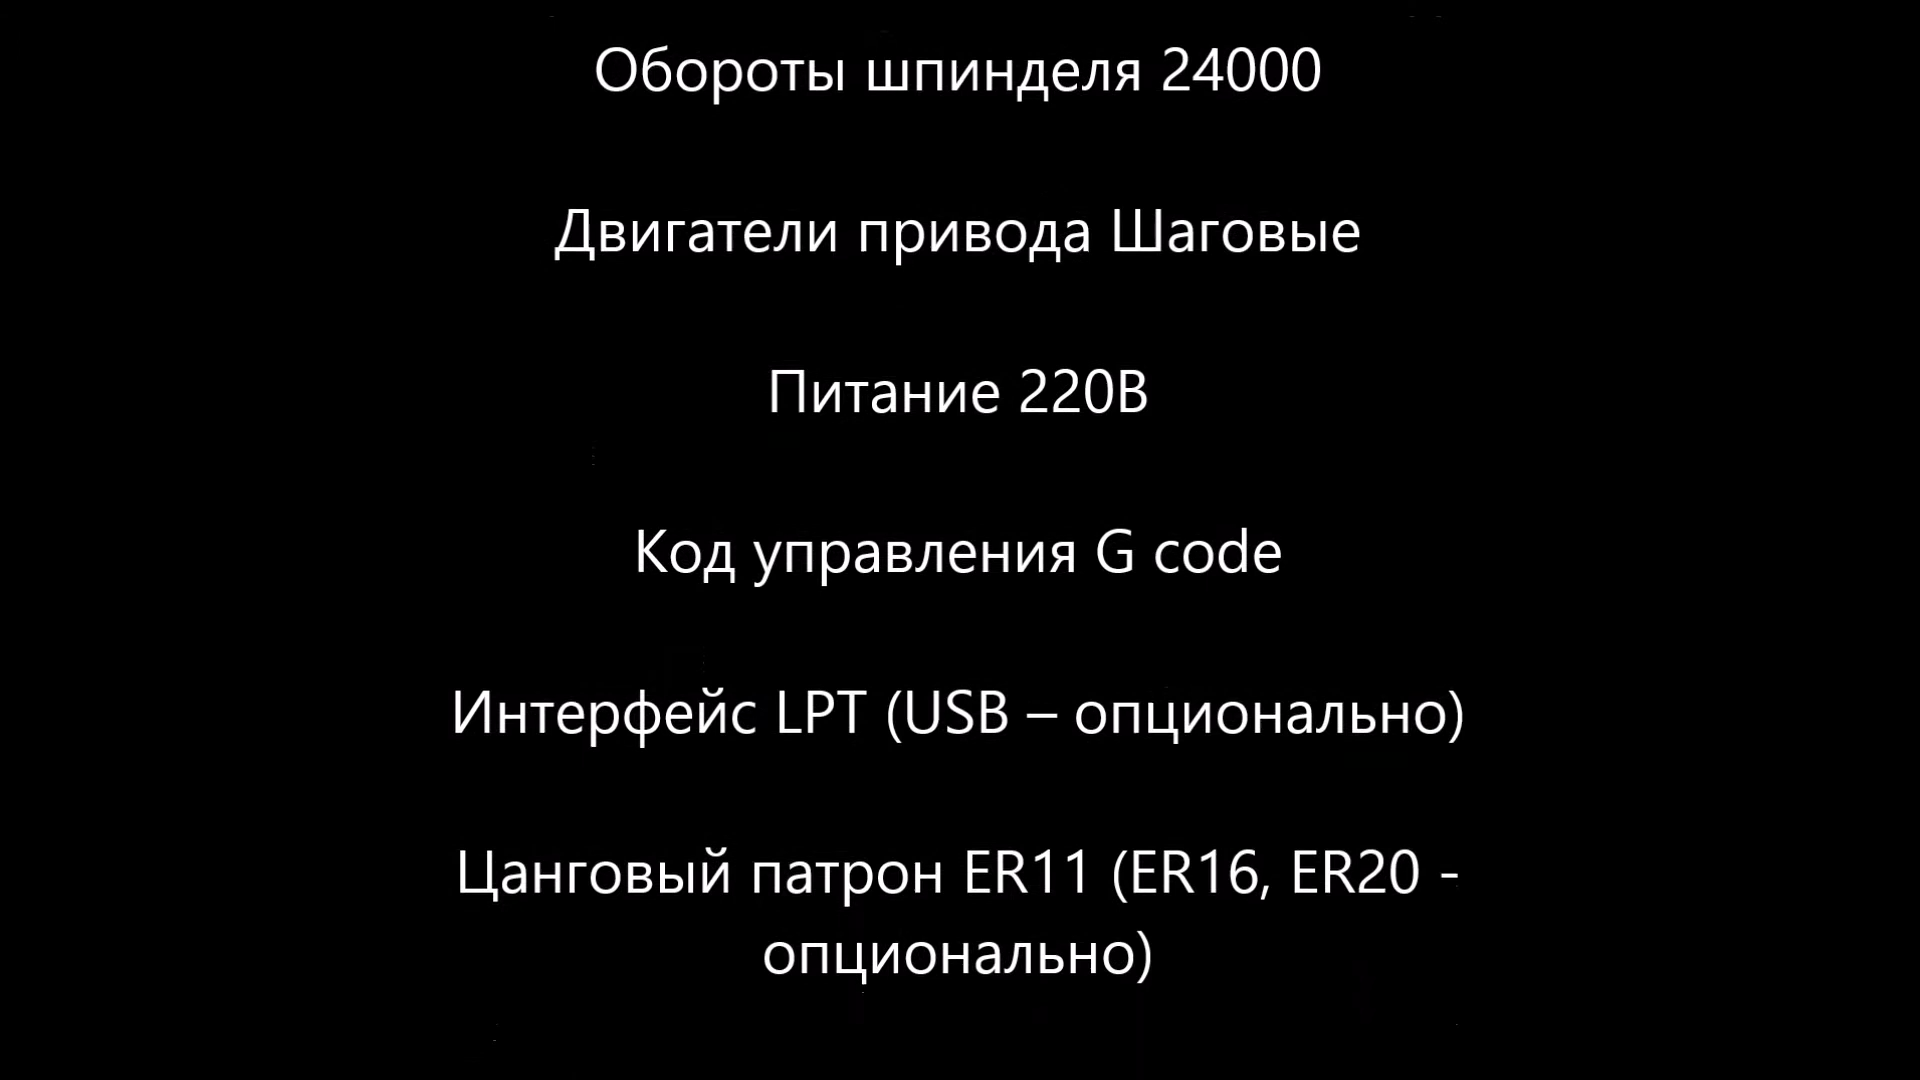 Обороты шпинделя 24000
Двигатели привода Шаговые
Питание 220В
Код управления G code
Интерфейс LPT (USB – опционально)
Цанговый патрон ER11 (ER16, ER20 -
опционально)